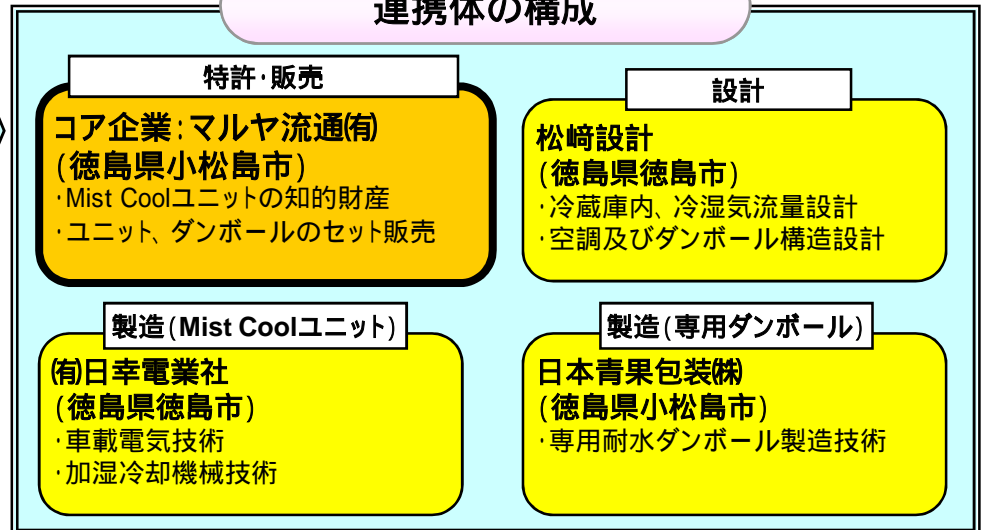 連携体の構成
特許·販売
コア企業:マルヤ流通㈲
(徳島県小松島市)
·Mist Coolユニットの知的財産
·ユニット、ダンボールのセット販売
設計
松﨑設計
(徳島県徳島市)
·冷蔵庫内、冷湿気流量設計
·空調及びダンボール構造設計
製造(Mist Coolユニット)
㈲日幸電業社
(徳島県徳島市)
·車載電気技術
·加湿冷却機械技術
製造(専用ダンボール)
日本青果包装㈱
(徳島県小松島市)
·専用耐水ダンボール製造技術